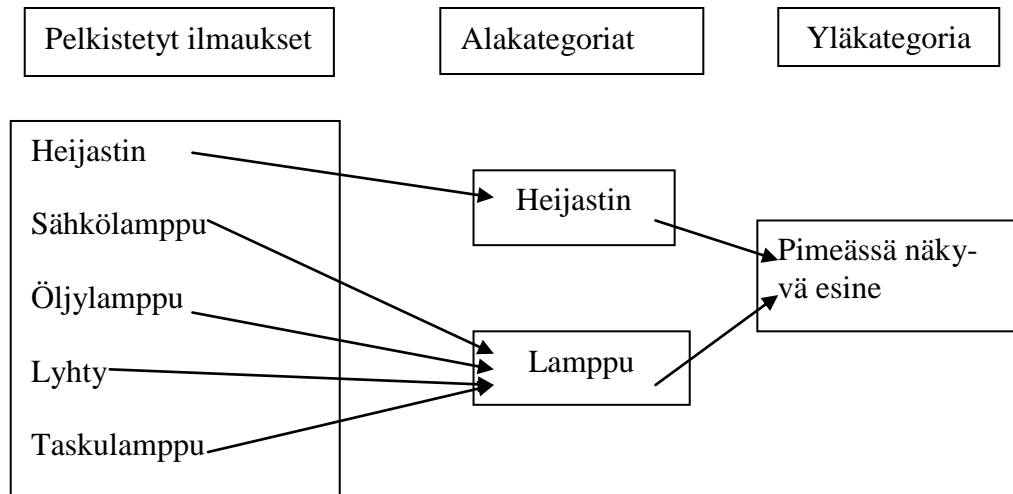 Pelkistetyt ilmaukset
Alakategoriat
Yläkategoria
Heijastin
Sähkölamppu
Öljylamppu
Lyhty
Taskulamppu
Heijastin
Lamppu
Pimeässä näky-
vä esine